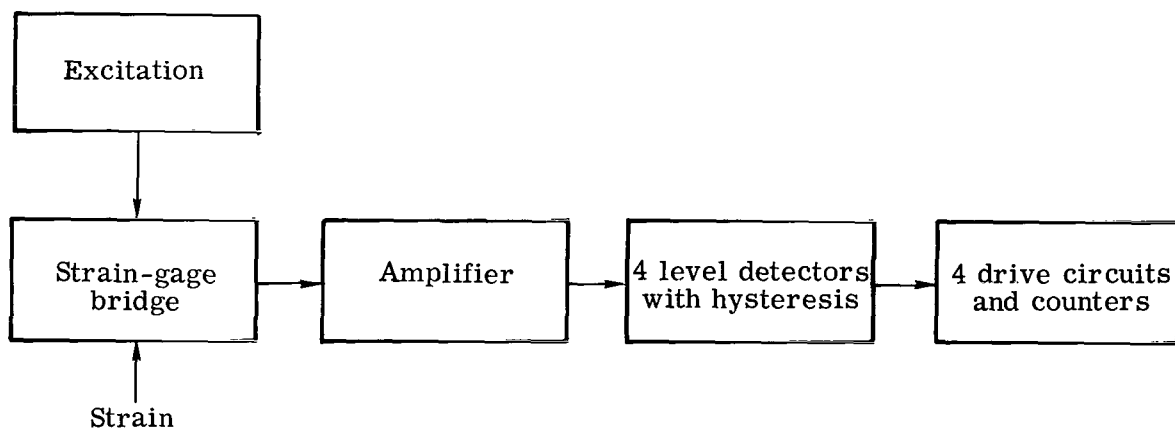 Excitation
Strain-gage
bridge
Amplifier
4 level detectors
with hysteresis
4 drive circuits
and counters
Strain